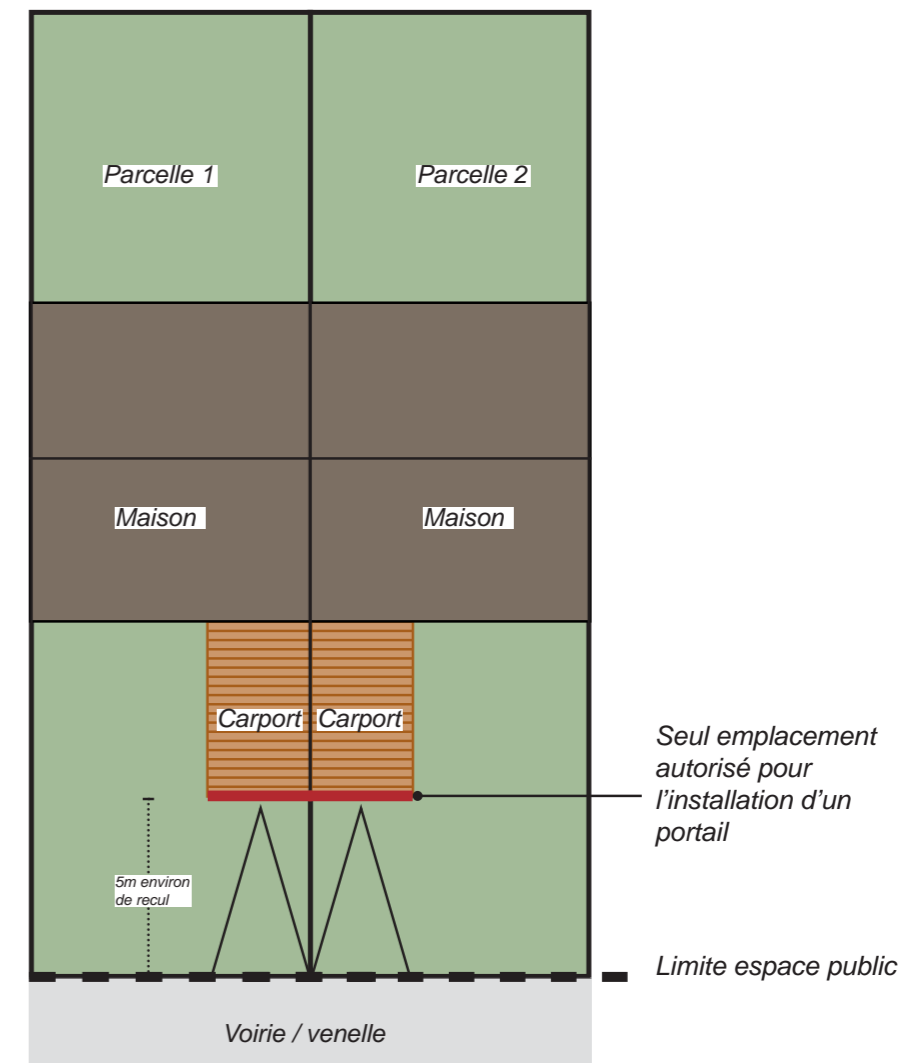 Parcelle 1
Parcelle 2
Maison
Maison
Carport
Carport
Seul emplacement
autorisé pour
l’installation d’un
portail
5m environ
de recul
Limite espace public
Voirie / venelle